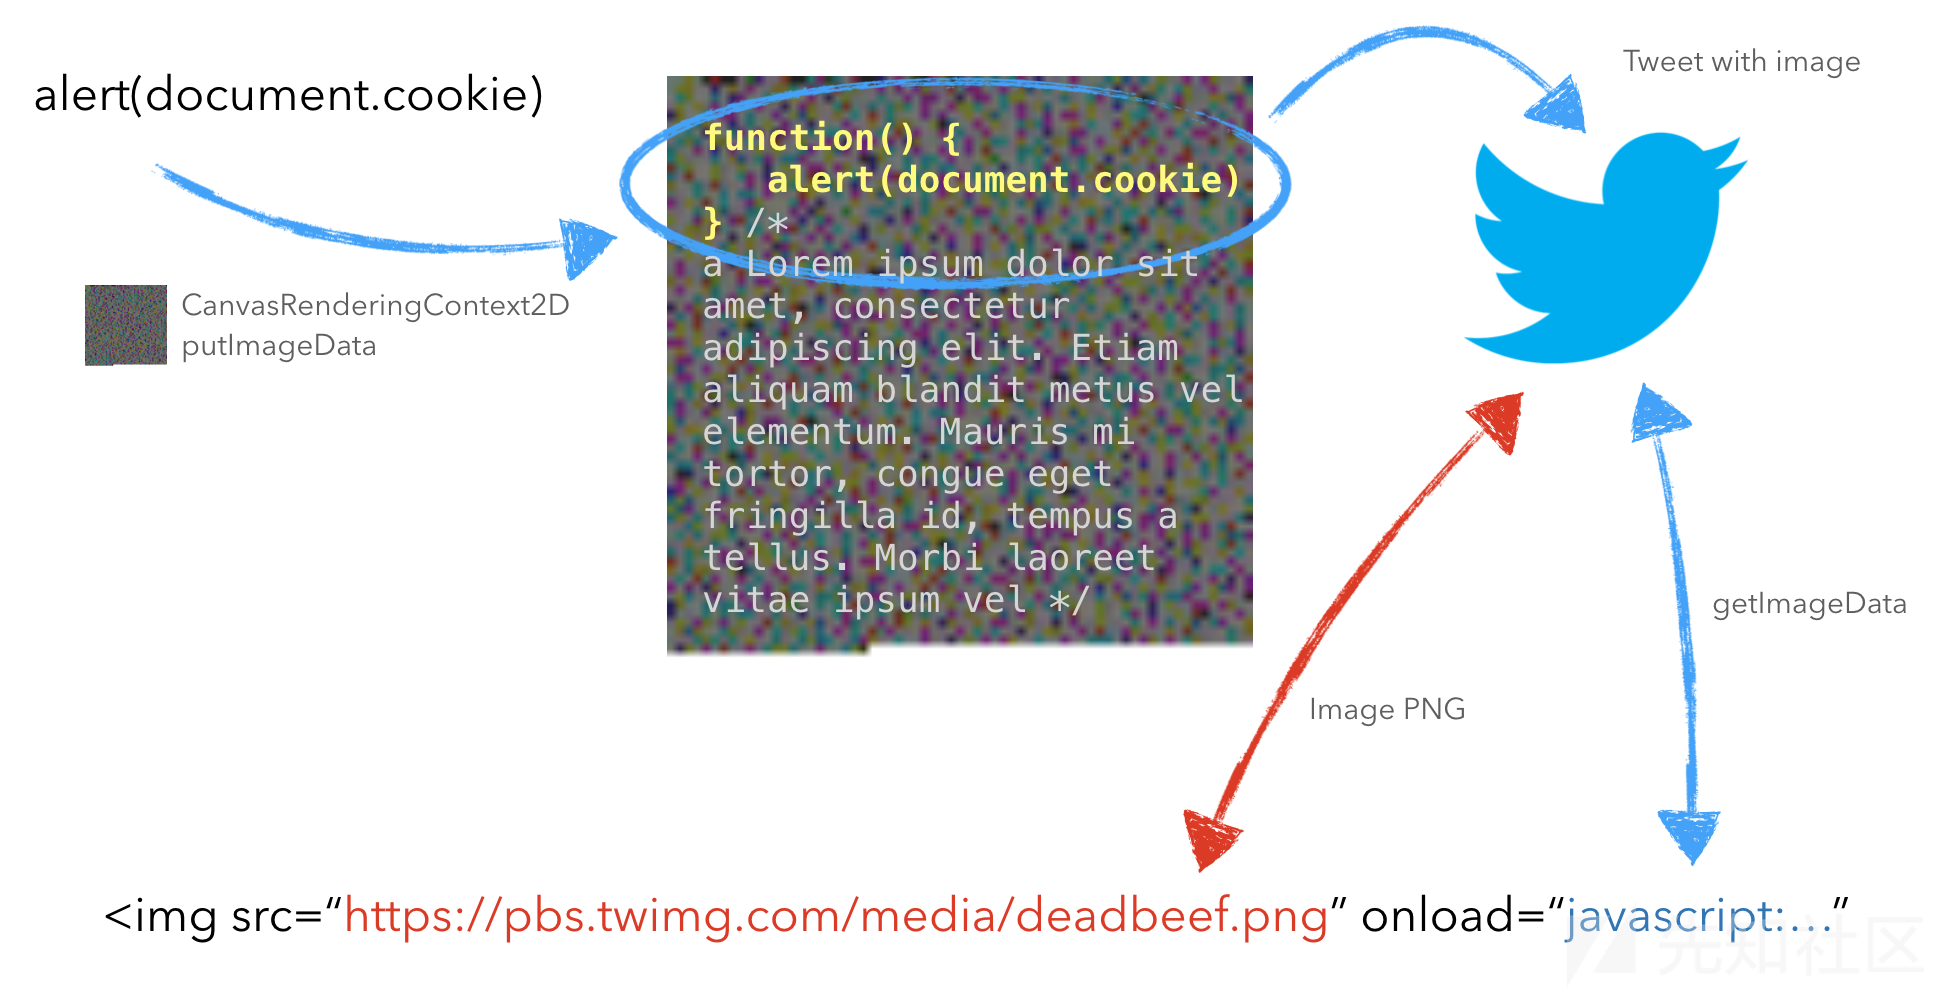 alert(document.cookie)
Tweet with image
function() {
alert(document.cookie)
} /*
a Lorem ipsum dolor sit
amet, consectetur
adipiscing elit. Etiam
aliquam blandit metus vel
elementum. Mauris mi
tortor, congue eget
fringilla id, tempus a
tellus. Morbi laoreet
vitae ipsum vel */
CanvasRenderingContext2D
putImageData
getImageData
Image PNG
<img src=“https://pbs.twimg.com/media/deadbeef.png” onload=“javascript:...”
先知社区